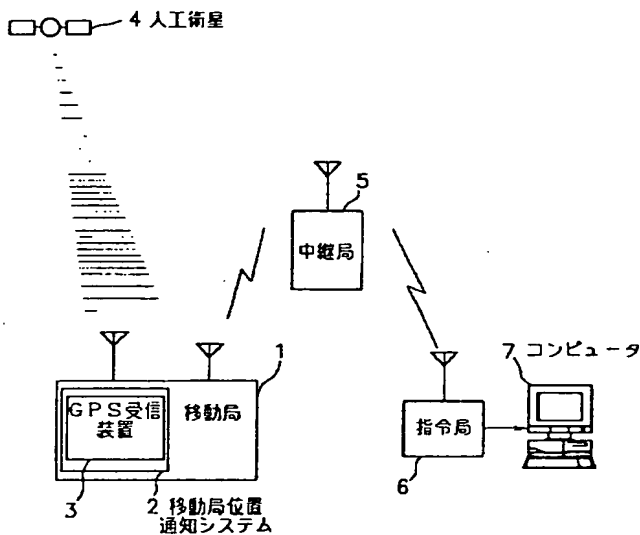 4 人工衛星
5
中継局
1
7 コンピュータ
GPS受信
装置
移動局
指令局
3
2 移動局位置
通知システム
6